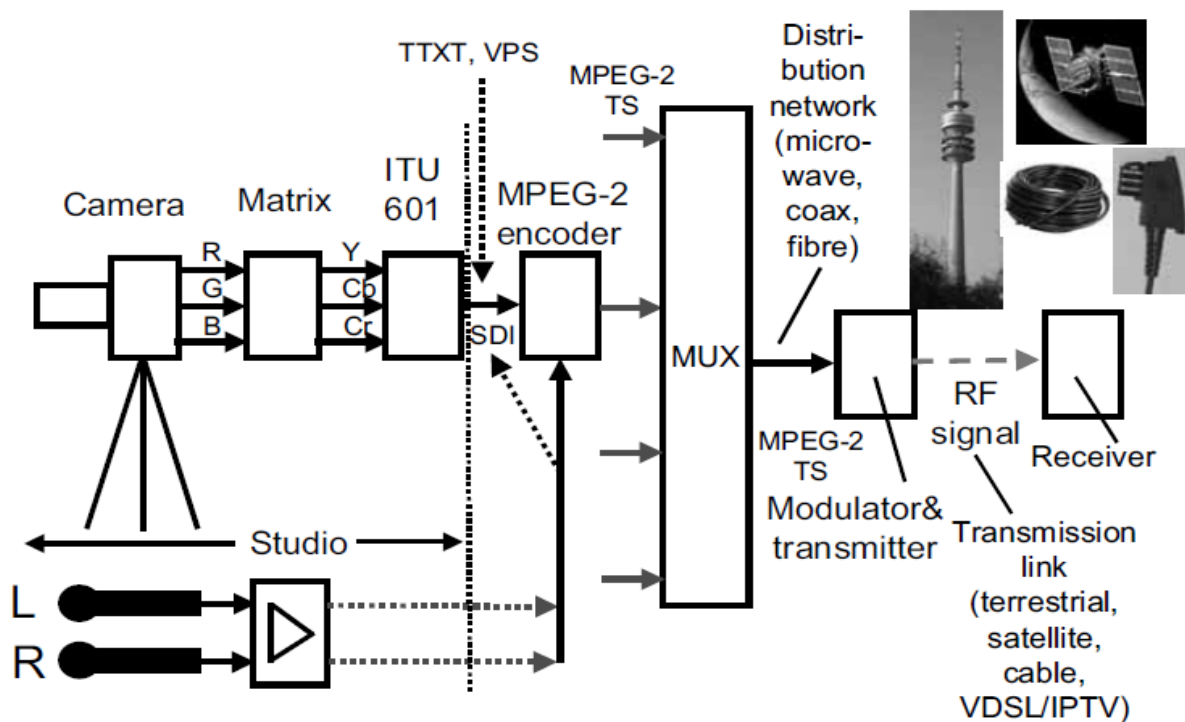 TTXT, VPS
MPEG-2
TS
Distri-
bution
network
(micro-
wave,
coax,
fibre)
Camera
Matrix
ITU
601
MPEG-2
encoder
R
G
B
Y
Cb
Cr
SDI
MUX
MPEG-2
TS
Modulator&
transmitter
RF
signal
Receiver
Transmission
link
(terrestrial,
satellite,
cable,
VDSL/IPTV)
Studio
L
R